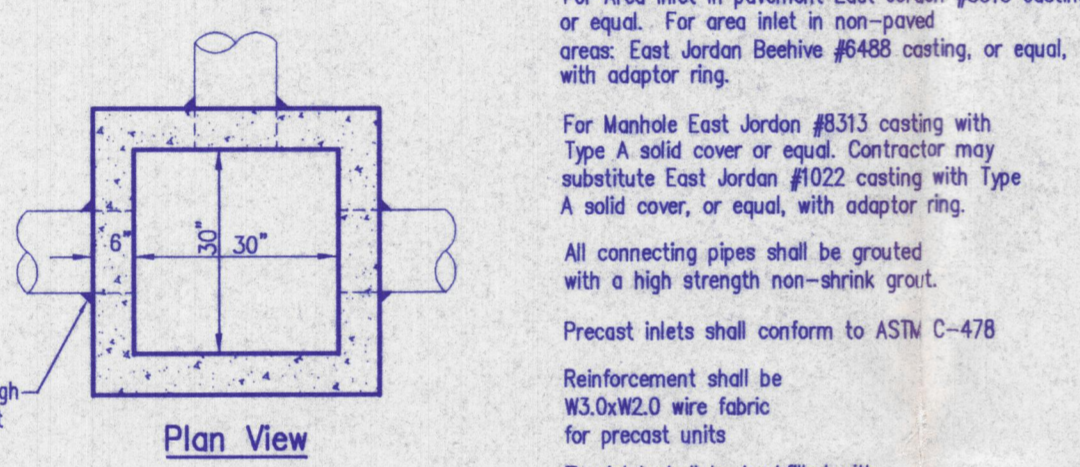 or equal. For area inlet in non-paved
areas: East Jordan Beehive #6488 casting, or equal,
with adaptor ring.
For Manhole East Jordon #8313 casting with
Type A solid cover or equal. Contractor may
substitute East Jordan #1022 casting with Type
A solid cover, or equal, with adaptor ring.
All connecting pipes shall be grouted
with a high strength non-shrink grout.
Precast inlets shall conform to ASTM C-478
Reinforcement shall be
W3.0xW2.0 wire fabric
for precast units
6"
30"
30"
gh
t
Plan View